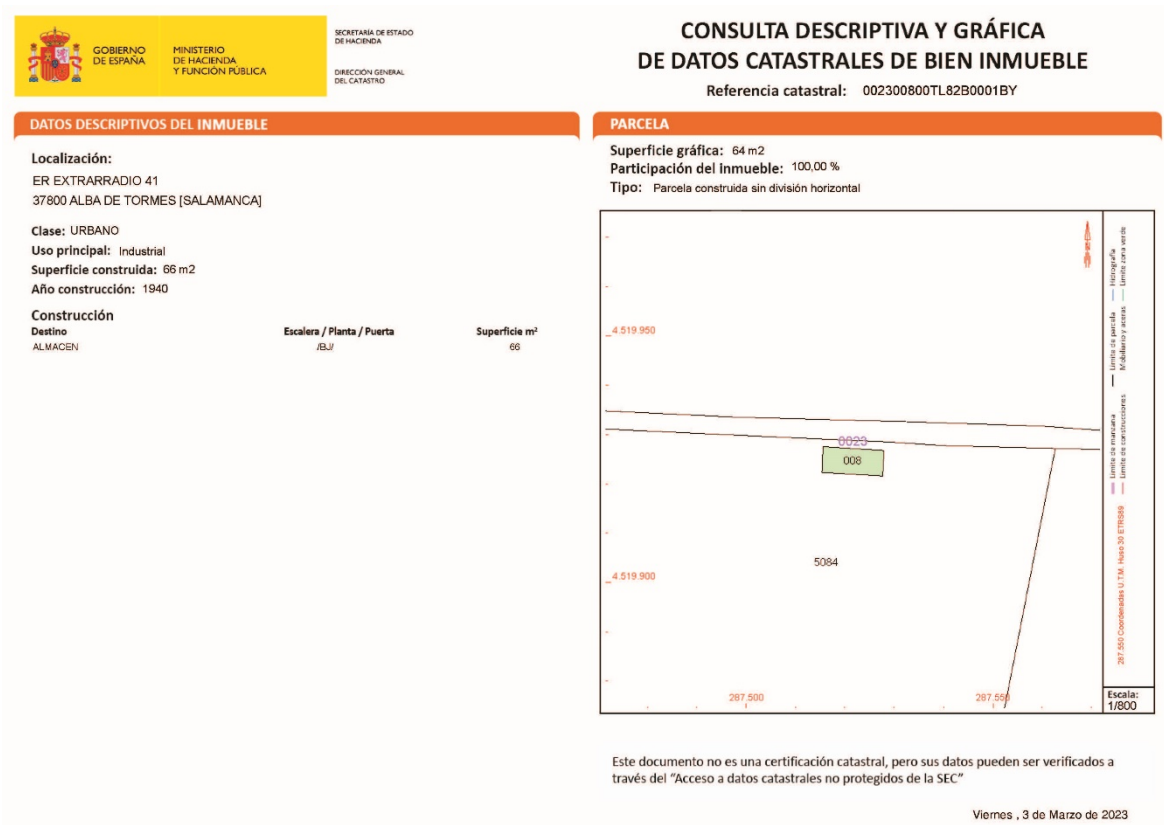 GOBIERNO
DE ESPAÑA
MINISTERIO
DE HACIENDA
Y FUNCIÓN PÚBLICA
SECRETARÍA DE ESTADO
DE HACIENDA
DIRECCIÓN GENERAL
DEL CATASTRO
CONSULTA DESCRIPTIVA Y GRÁFICA
DE DATOS CATASTRALES DE BIEN INMUEBLE
Referencia catastral: 002300800TL82B0001BY
DATOS DESCRIPTIVOS DEL INMUEBLE
Localización:
ER EXTRARRADIO 41
37800 ALBA DE TORMES [SALAMANCA]
Clase: URBANO
Uso principal: Industrial
Superficie construida: 66 m2
Año construcción: 1940
Construcción
Destino Escalera / Planta / Puerta Superficie m²
ALMACEN /BJ/ 66
PARCELA
Superficie gráfica: 64 m2
Participación del inmueble: 100,00 %
Tipo: Parcela construida sin división horizontal
4.519.950
0023
008
5084
4.519.900
287.500
287.550
287.550 Coordenadas U.T.M. Huso 30 ETRS89
Límite de manzana
Límite de construcciones
Límite de parcela
Mobiliario y aceras
Hidrografía
Límite zona verde
Escala:
1/800
Este documento no es una certificación catastral, pero sus datos pueden ser verificados a
través del "Acceso a datos catastrales no protegidos de la SEC"
Viernes , 3 de Marzo de 2023